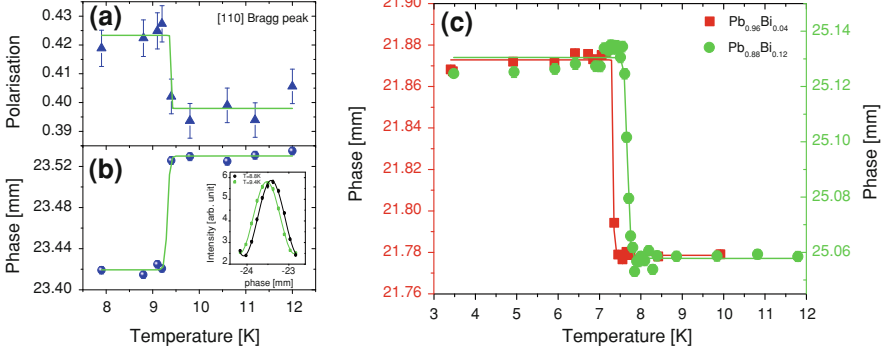 (a)
[110] Bragg peak
Polarisation
0.43
0.42
0.40
0.39
(b)
Phase [mm]
23.52
23.48
23.44
23.40
T=8.8K
T=9.4K
Intensity [arb. unit]
6
5
4
3
2
-24 -23
phase [mm]
8 9 10 11 12
Temperature [K]
(c)
Pb0.96Bi0.04
Pb0.88Bi0.12
Phase [mm]
21.90
21.88
21.86
21.84
21.80
21.78
21.76
25.14
25.12
25.10
25.08
25.06
Phase [mm]
3 4 5 6 7 8 9 10 11 12
Temperature [K]